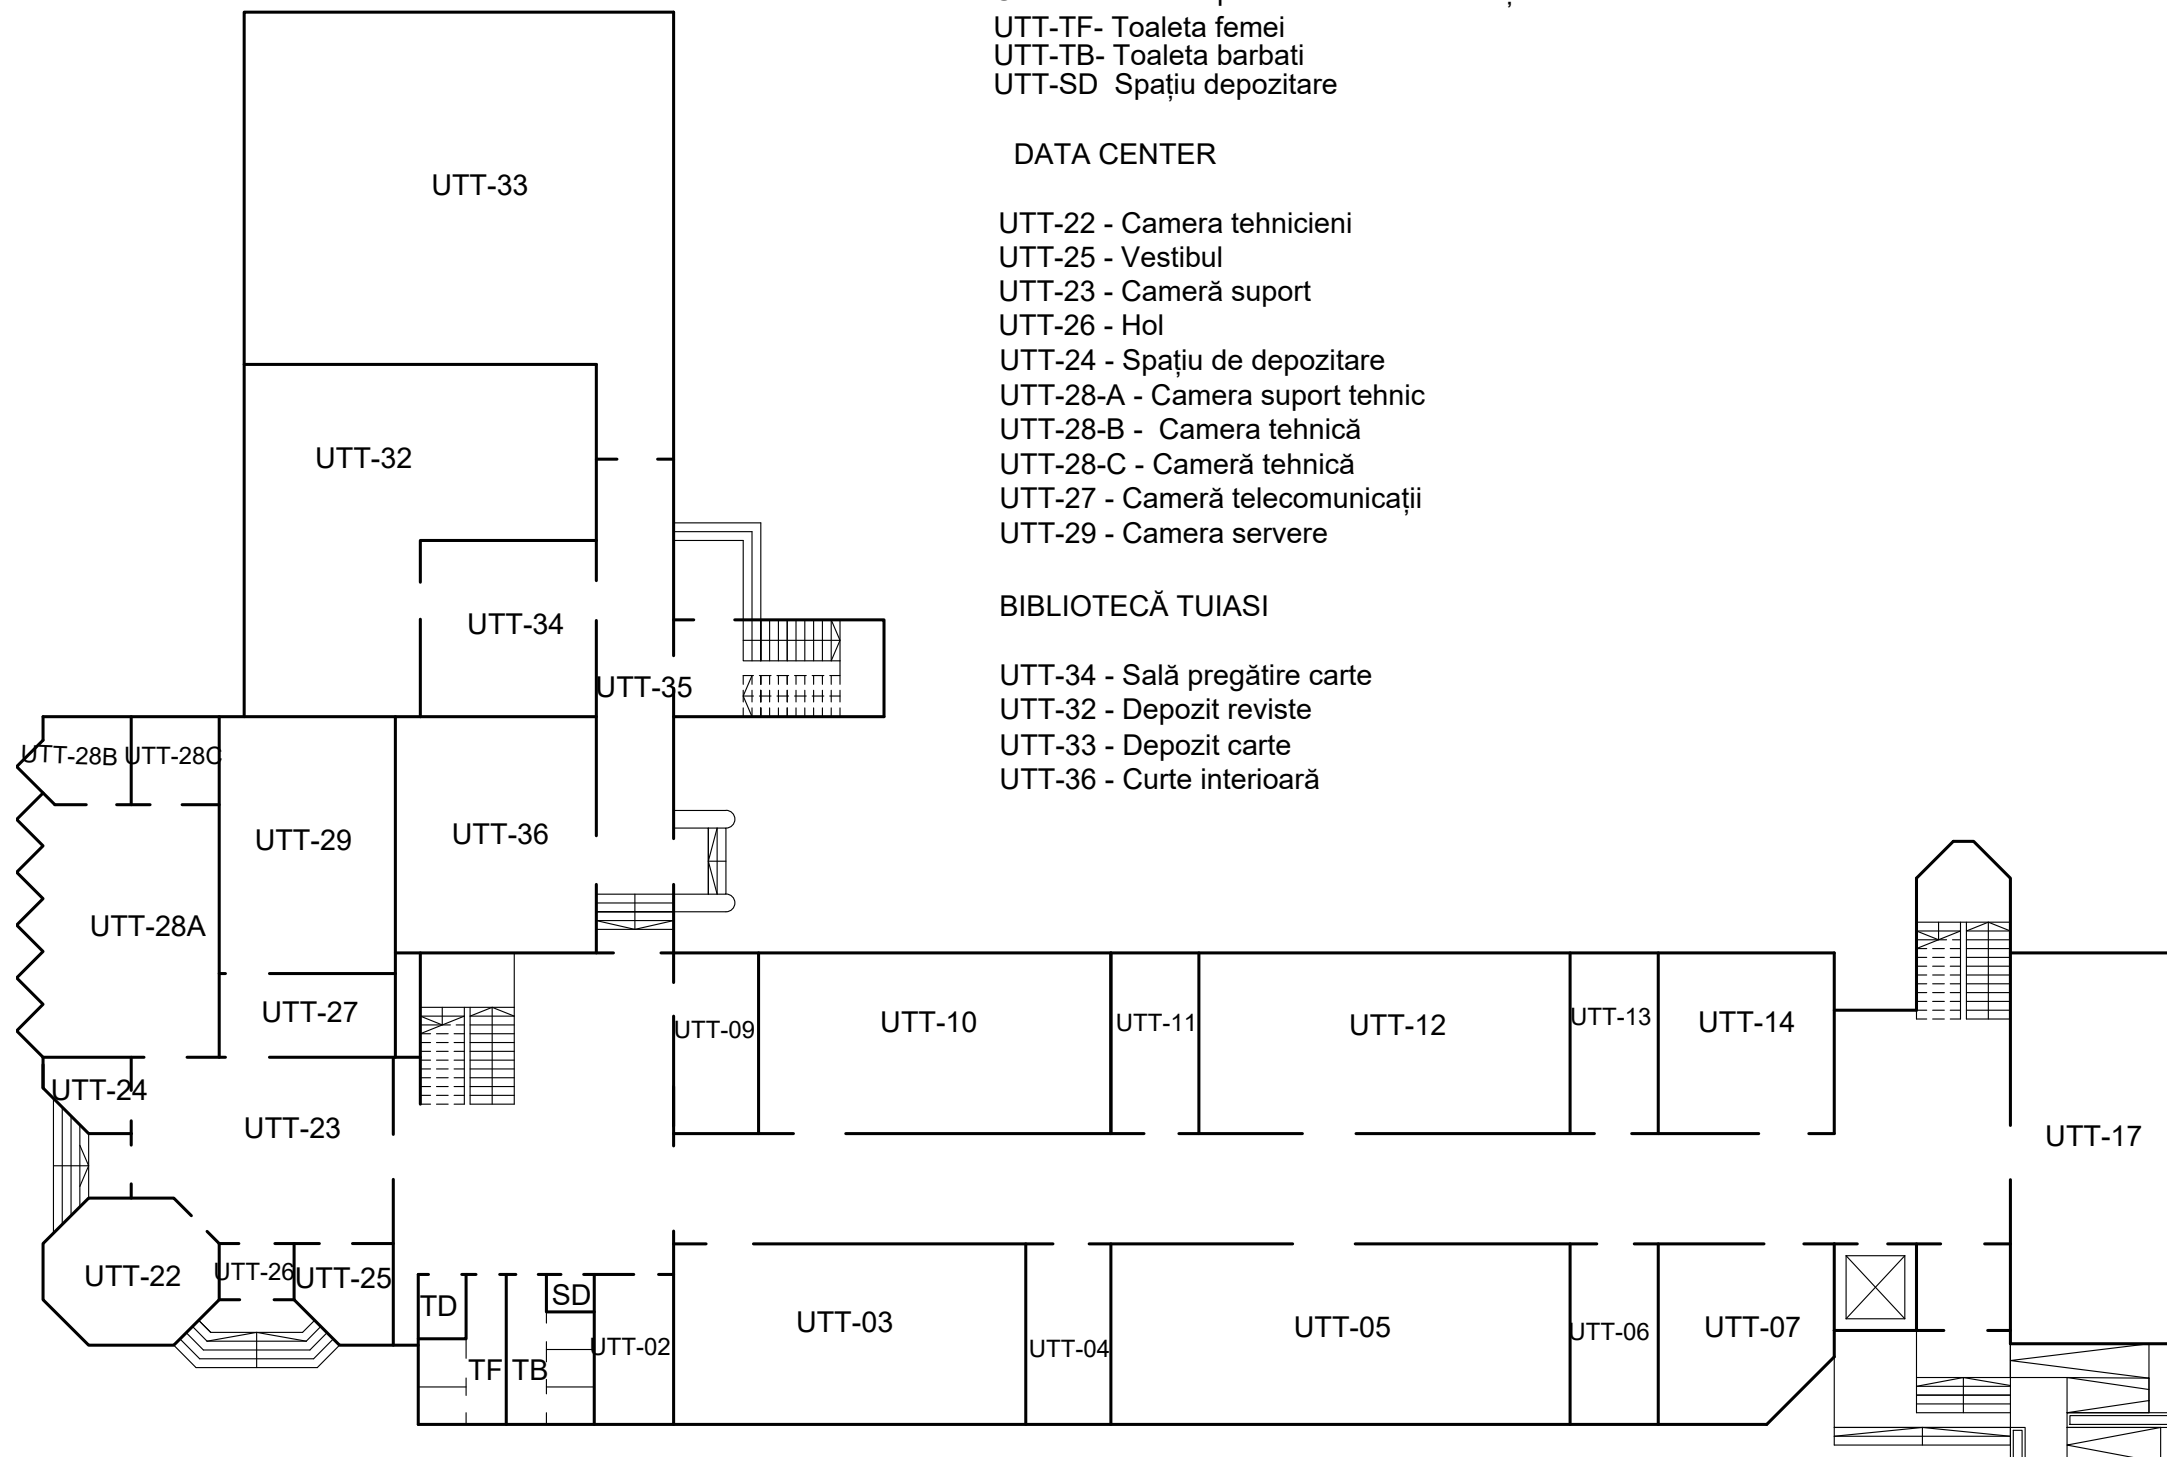 UTT-TF- Toaleta femei
UTT-TB- Toaleta barbati
UTT-SD Spațiu depozitare
DATA CENTER
UTT-22 - Camera tehnicieni
UTT-25 - Vestibul
UTT-23 - Cameră suport
UTT-26 - Hol
UTT-24 - Spațiu de depozitare
UTT-28-A - Camera suport tehnic
UTT-28-B - Camera tehnică
UTT-28-C - Cameră tehnică
UTT-27 - Cameră telecomunicații
UTT-29 - Camera servere
BIBLIOTECĂ TUIASI
UTT-34 - Sală pregătire carte
UTT-32 - Depozit reviste
UTT-33 - Depozit carte
UTT-36 - Curte interioară
UTT-33
UTT-32
UTT-34
UTT-35
UTT-28B
UTT-28C
UTT-29
UTT-36
UTT-28A
UTT-27
UTT-09
UTT-10
UTT-11
UTT-12
UTT-13
UTT-14
UTT-24
UTT-23
UTT-17
UTT-22
UTT-26
UTT-25
TD
SD
TF
TB
UTT-02
UTT-03
UTT-04
UTT-05
UTT-06
UTT-07